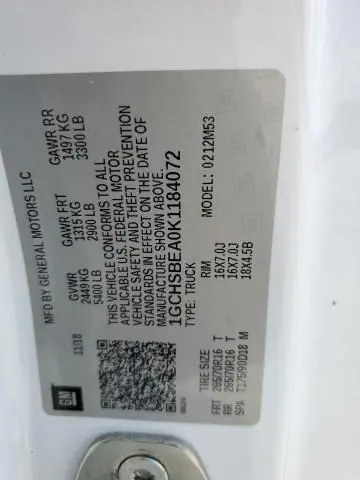 MFD BY GENERAL MOTORS LLC
11/18
GVWR GAWR FRT GAWR RR
2449 KG 1315 KG 1497 KG
5400 LB 2900 LB 3300 LB
THIS VEHICLE CONFORMS TO ALL
APPLICABLE U.S. FEDERAL MOTOR
VEHICLE SAFETY AND THEFT PREVENTION
STANDARDS IN EFFECT ON THE DATE OF
MANUFACTURE SHOWN ABOVE.
1GCHSBEA0K1184072
TYPE: TRUCK
MODEL: 0212M53
GM
TIRE SIZE RIM
FRT 265/70R16 T 16X7.0J
RR 265/70R16 T 16X7.0J
SPA T175/90D18 M 18X4.5B